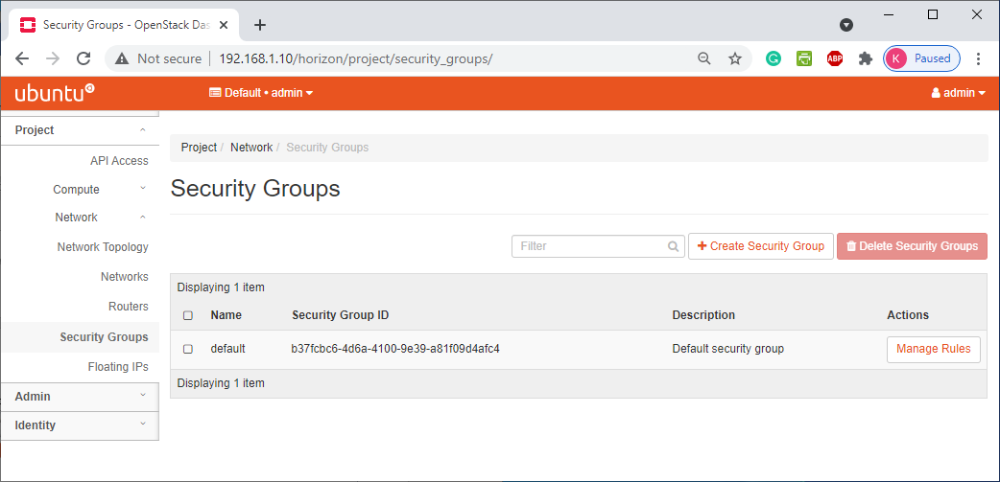 Security Groups - OpenStack Das
Not secure 192.168.1.10/horizon/project/security_groups/
G ABP K Paused
ubuntu Default • admin admin
Project
API Access
Compute
Network
Network Topology
Networks
Routers
Security Groups
Floating IPs
Admin
Identity
Project / Network / Security Groups
Security Groups
Filter + Create Security Group Delete Security Groups
Displaying 1 item
Name Security Group ID Description Actions
default b37fcbc6-4d6a-4100-9e39-a81f09d4afc4 Default security group Manage Rules
Displaying 1 item